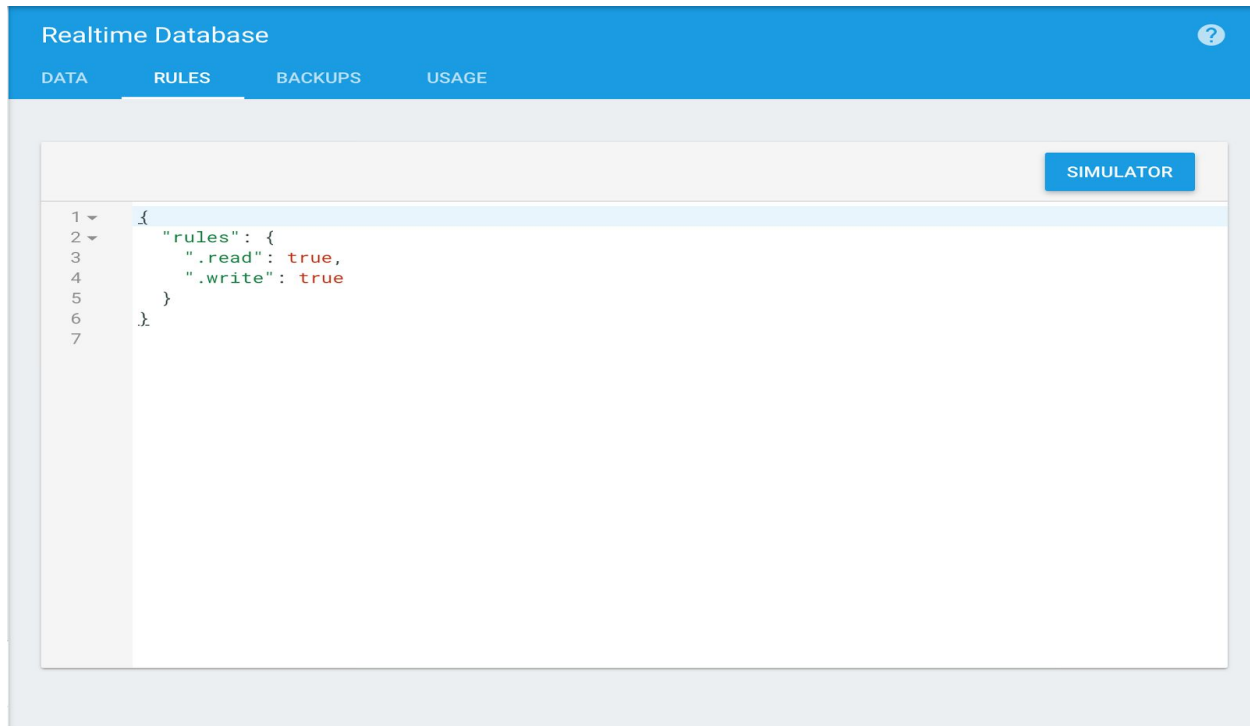 Realtime Database ?
DATA RULES BACKUPS USAGE
SIMULATOR
1 {
2 "rules": {
3 ".read": true,
4 ".write": true
5 }
6 }
7